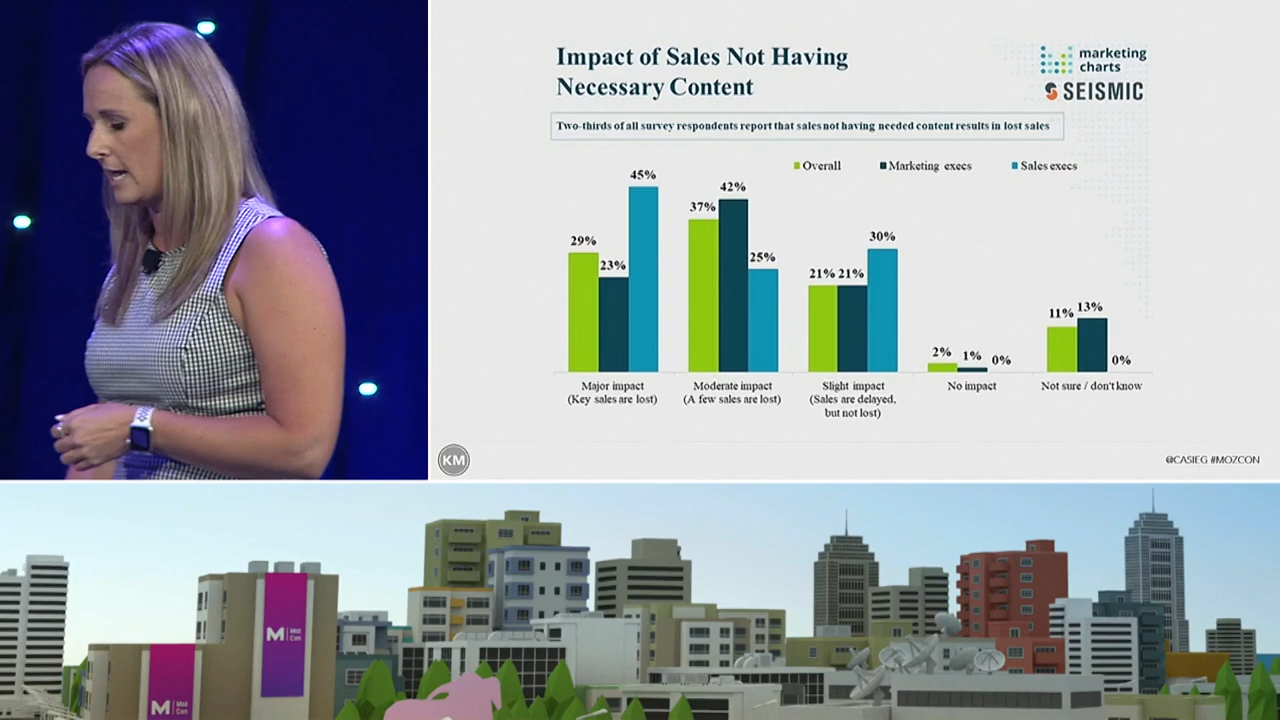 Impact of Sales Not Having
Necessary Content
marketing
charts
SEISMIC
Two-thirds of all survey respondents report that sales not having needed content results in lost sales
Overall
Marketing execs
Sales execs
29%
23%
45%
37%
42%
25%
21%
21%
30%
2%
1%
0%
11%
13%
0%
Major impact
(Key sales are lost)
Moderate impact
(A few sales are lost)
Slight impact
(Sales are delayed,
but not lost)
No impact
Not sure / don't know
KM
@CASIEG #MOZCON
M Moz
Con
M Moz
Con